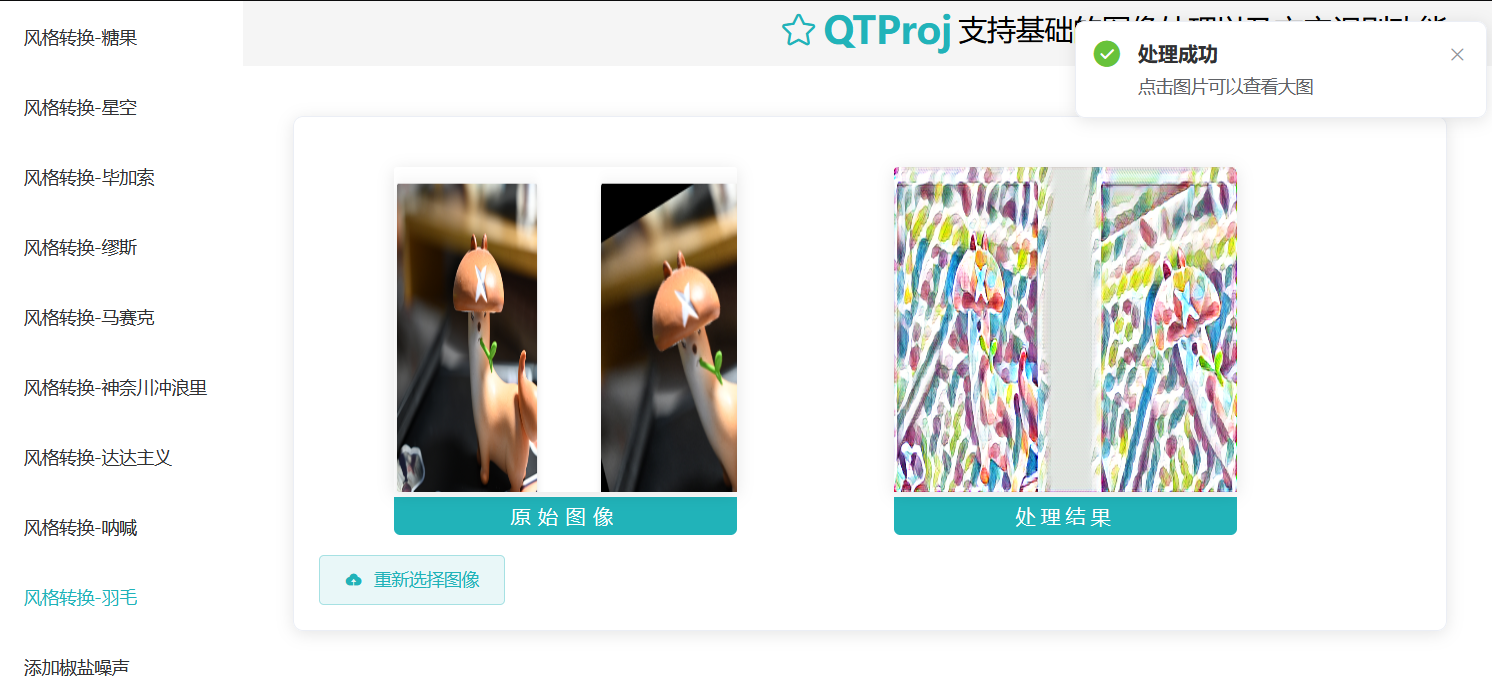 风格转换-糖果
风格转换-星空
风格转换-毕加索
风格转换-缪斯
风格转换-马赛克
风格转换-神奈川冲浪里
风格转换-达达主义
风格转换-呐喊
风格转换-羽毛
添加椒盐噪声
QTProj 支持基础
处理成功
点击图片可以查看大图
原始图像
处理结果
重新选择图像